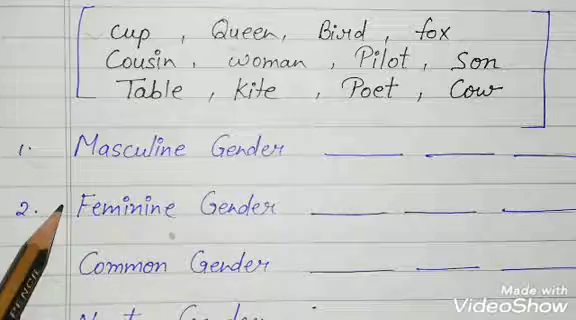 cup , Queen, Bird , fox
Cousin , woman , Pilot , Son
Table , Kite , Poet , Cow
1. Masculine Gender
2. Feminine Gender
Common Gender
PENCIL
Made with
VideoShow